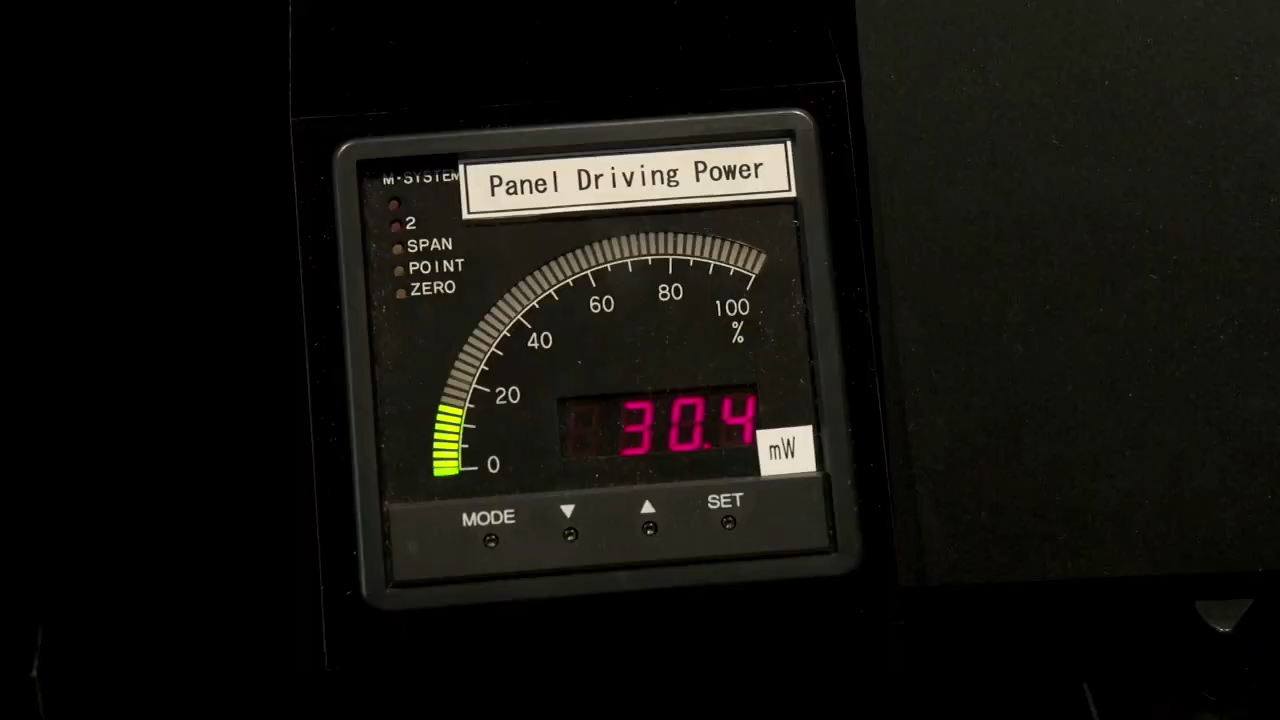 Panel Driving Power
M·SYSTEM
2
SPAN
POINT
ZERO
0
20
40
60
80
100
%
30.4
mW
MODE ▼ ▲ SET